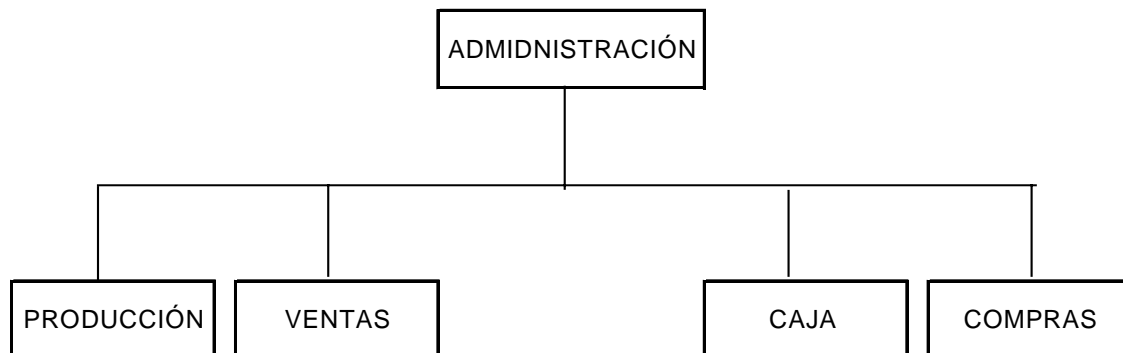 ADMIDNISTRACIÓN
PRODUCCIÓN
VENTAS
CAJA
COMPRAS